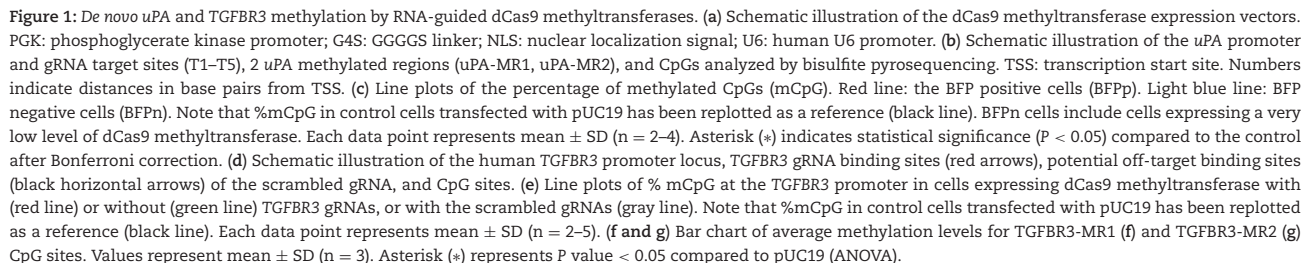 Figure 1: De novo uPA and TGFBR3 methylation by RNA-guided dCas9 methyltransferases. (a) Schematic illustration of the dCas9 methyltransferase expression vectors.
PGK: phosphoglycerate kinase promoter; G4S: GGGGS linker; NLS: nuclear localization signal; U6: human U6 promoter. (b) Schematic illustration of the uPA promoter
and gRNA target sites (T1–T5), 2 uPA methylated regions (uPA-MR1, uPA-MR2), and CpGs analyzed by bisulfite pyrosequencing. TSS: transcription start site. Numbers
indicate distances in base pairs from TSS. (c) Line plots of the percentage of methylated CpGs (mCpG). Red line: the BFP positive cells (BFPp). Light blue line: BFP
negative cells (BFPn). Note that %mCpG in control cells transfected with pUC19 has been replotted as a reference (black line). BFPn cells include cells expressing a very
low level of dCas9 methyltransferase. Each data point represents mean ± SD (n = 2–4). Asterisk (∗) indicates statistical significance (P < 0.05) compared to the control
after Bonferroni correction. (d) Schematic illustration of the human TGFBR3 promoter locus, TGFBR3 gRNA binding sites (red arrows), potential off-target binding sites
(black horizontal arrows) of the scrambled gRNA, and CpG sites. (e) Line plots of % mCpG at the TGFBR3 promoter in cells expressing dCas9 methyltransferase with
(red line) or without (green line) TGFBR3 gRNAs, or with the scrambled gRNAs (gray line). Note that %mCpG in control cells transfected with pUC19 has been replotted
as a reference (black line). Each data point represents mean ± SD (n = 2–5). (f and g) Bar chart of average methylation levels for TGFBR3-MR1 (f) and TGFBR3-MR2 (g)
CpG sites. Values represent mean ± SD (n = 3). Asterisk (∗) represents P value < 0.05 compared to pUC19 (ANOVA).